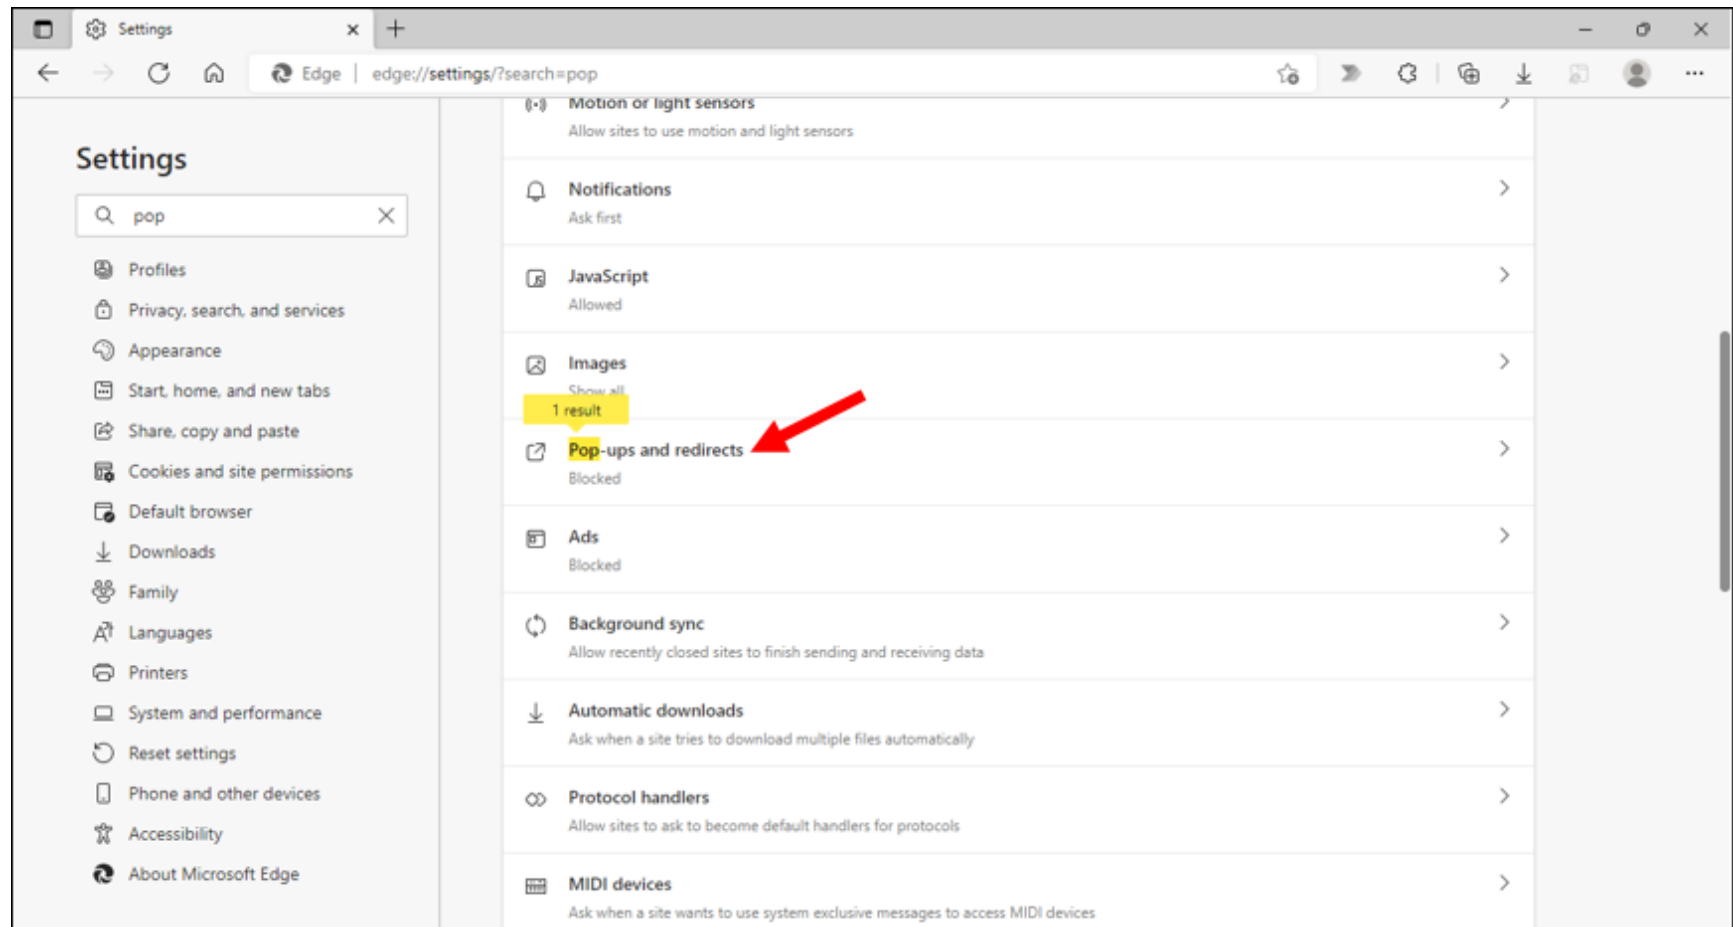 Settings
Edge | edge://settings/?search=pop
Settings
pop
Profiles
Privacy, search, and services
Appearance
Start, home, and new tabs
Share, copy and paste
Cookies and site permissions
Default browser
Downloads
Family
Languages
Printers
System and performance
Reset settings
Phone and other devices
Accessibility
About Microsoft Edge
Motion or light sensors
Allow sites to use motion and light sensors
Notifications
Ask first
JavaScript
Allowed
Images
Show all
1 result
Pop-ups and redirects
Blocked
Ads
Blocked
Background sync
Allow recently closed sites to finish sending and receiving data
Automatic downloads
Ask when a site tries to download multiple files automatically
Protocol handlers
Allow sites to ask to become default handlers for protocols
MIDI devices
Ask when a site wants to use system exclusive messages to access MIDI devices